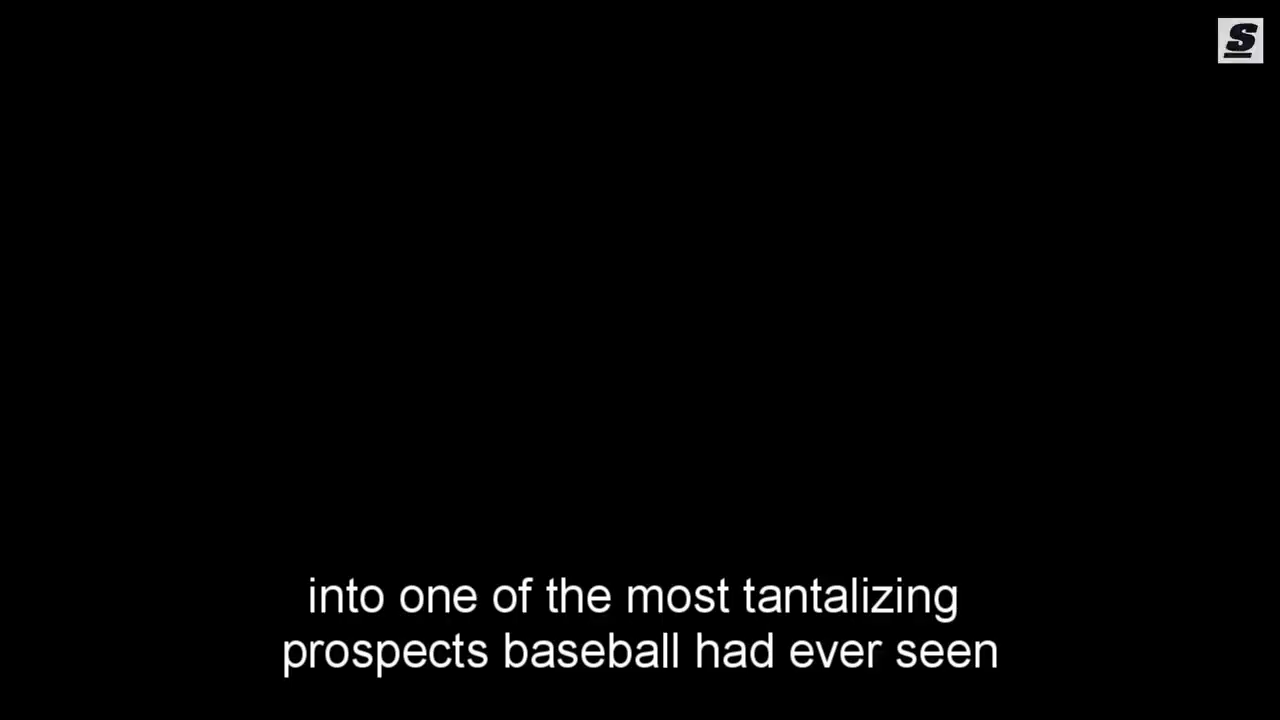 S
into one of the most tantalizing
prospects baseball had ever seen